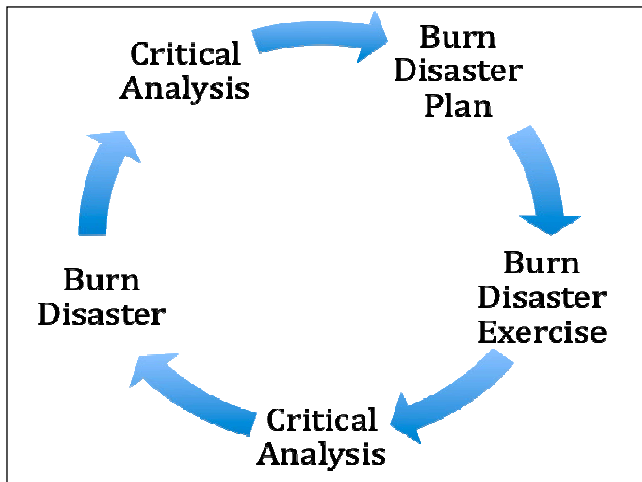 Critical
Analysis
Burn
Disaster
Plan
Burn
Disaster
Exercise
Critical
Analysis
Burn
Disaster